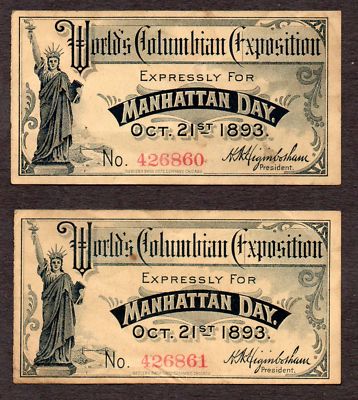 World's Columbian Exposition
EXPRESSLY FOR
MANHATTAN DAY.
OCT. 21ST 1893.
No. 426860
H.N. Higinbotham
President.
World's Columbian Exposition
EXPRESSLY FOR
MANHATTAN DAY.
OCT. 21ST 1893.
No. 426861
H.N. Higinbotham
President.